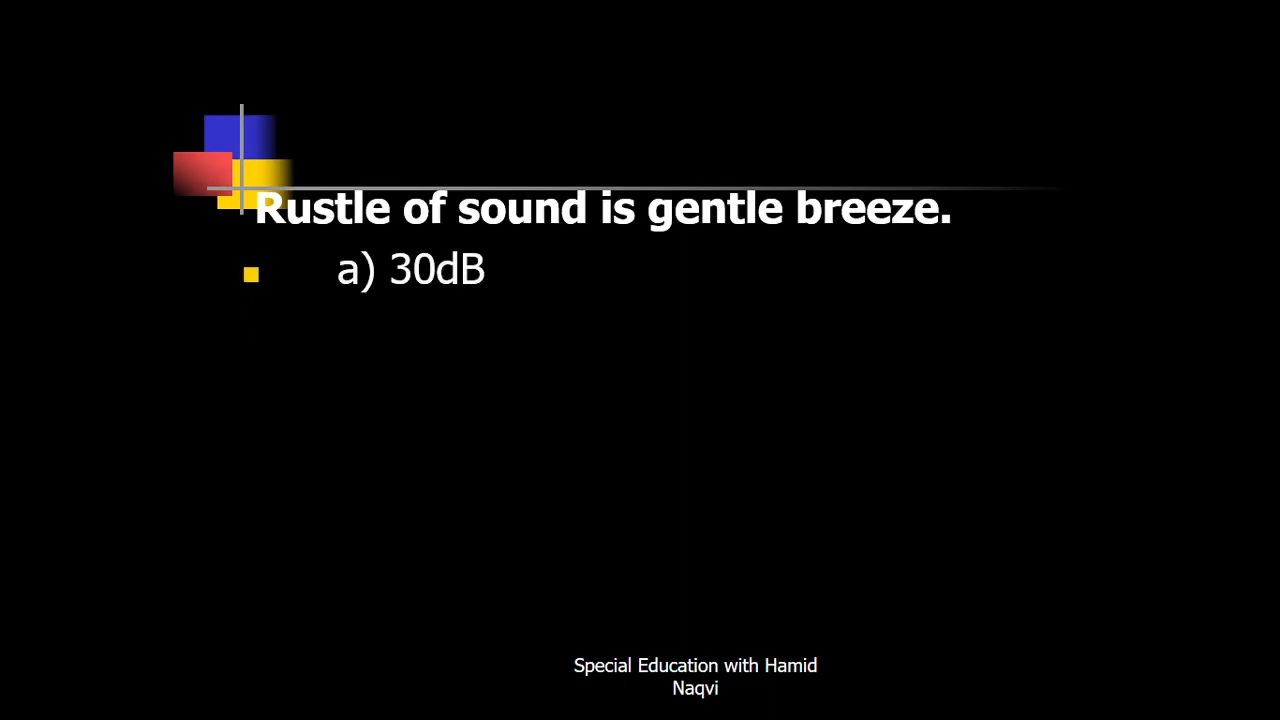 Rustle of sound is gentle breeze.
a) 30dB
Special Education with Hamid
Naqvi